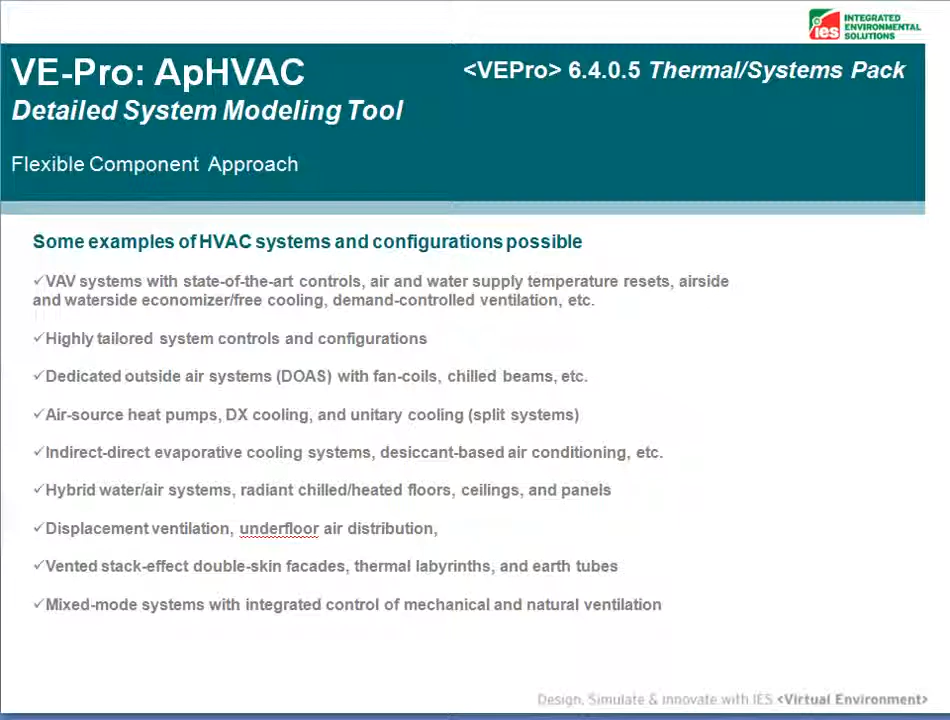 ies INTEGRATED
ENVIRONMENTAL
SOLUTIONS
VE-Pro: ApHVAC
<VEPro> 6.4.0.5 Thermal/Systems Pack
Detailed System Modeling Tool
Flexible Component Approach
Some examples of HVAC systems and configurations possible
✓VAV systems with state-of-the-art controls, air and water supply temperature resets, airside
and waterside economizer/free cooling, demand-controlled ventilation, etc.
✓Highly tailored system controls and configurations
✓Dedicated outside air systems (DOAS) with fan-coils, chilled beams, etc.
✓Air-source heat pumps, DX cooling, and unitary cooling (split systems)
✓Indirect-direct evaporative cooling systems, desiccant-based air conditioning, etc.
✓Hybrid water/air systems, radiant chilled/heated floors, ceilings, and panels
✓Displacement ventilation, underfloor air distribution,
✓Vented stack-effect double-skin facades, thermal labyrinths, and earth tubes
✓Mixed-mode systems with integrated control of mechanical and natural ventilation
Design, Simulate & innovate with IES <Virtual Environment>